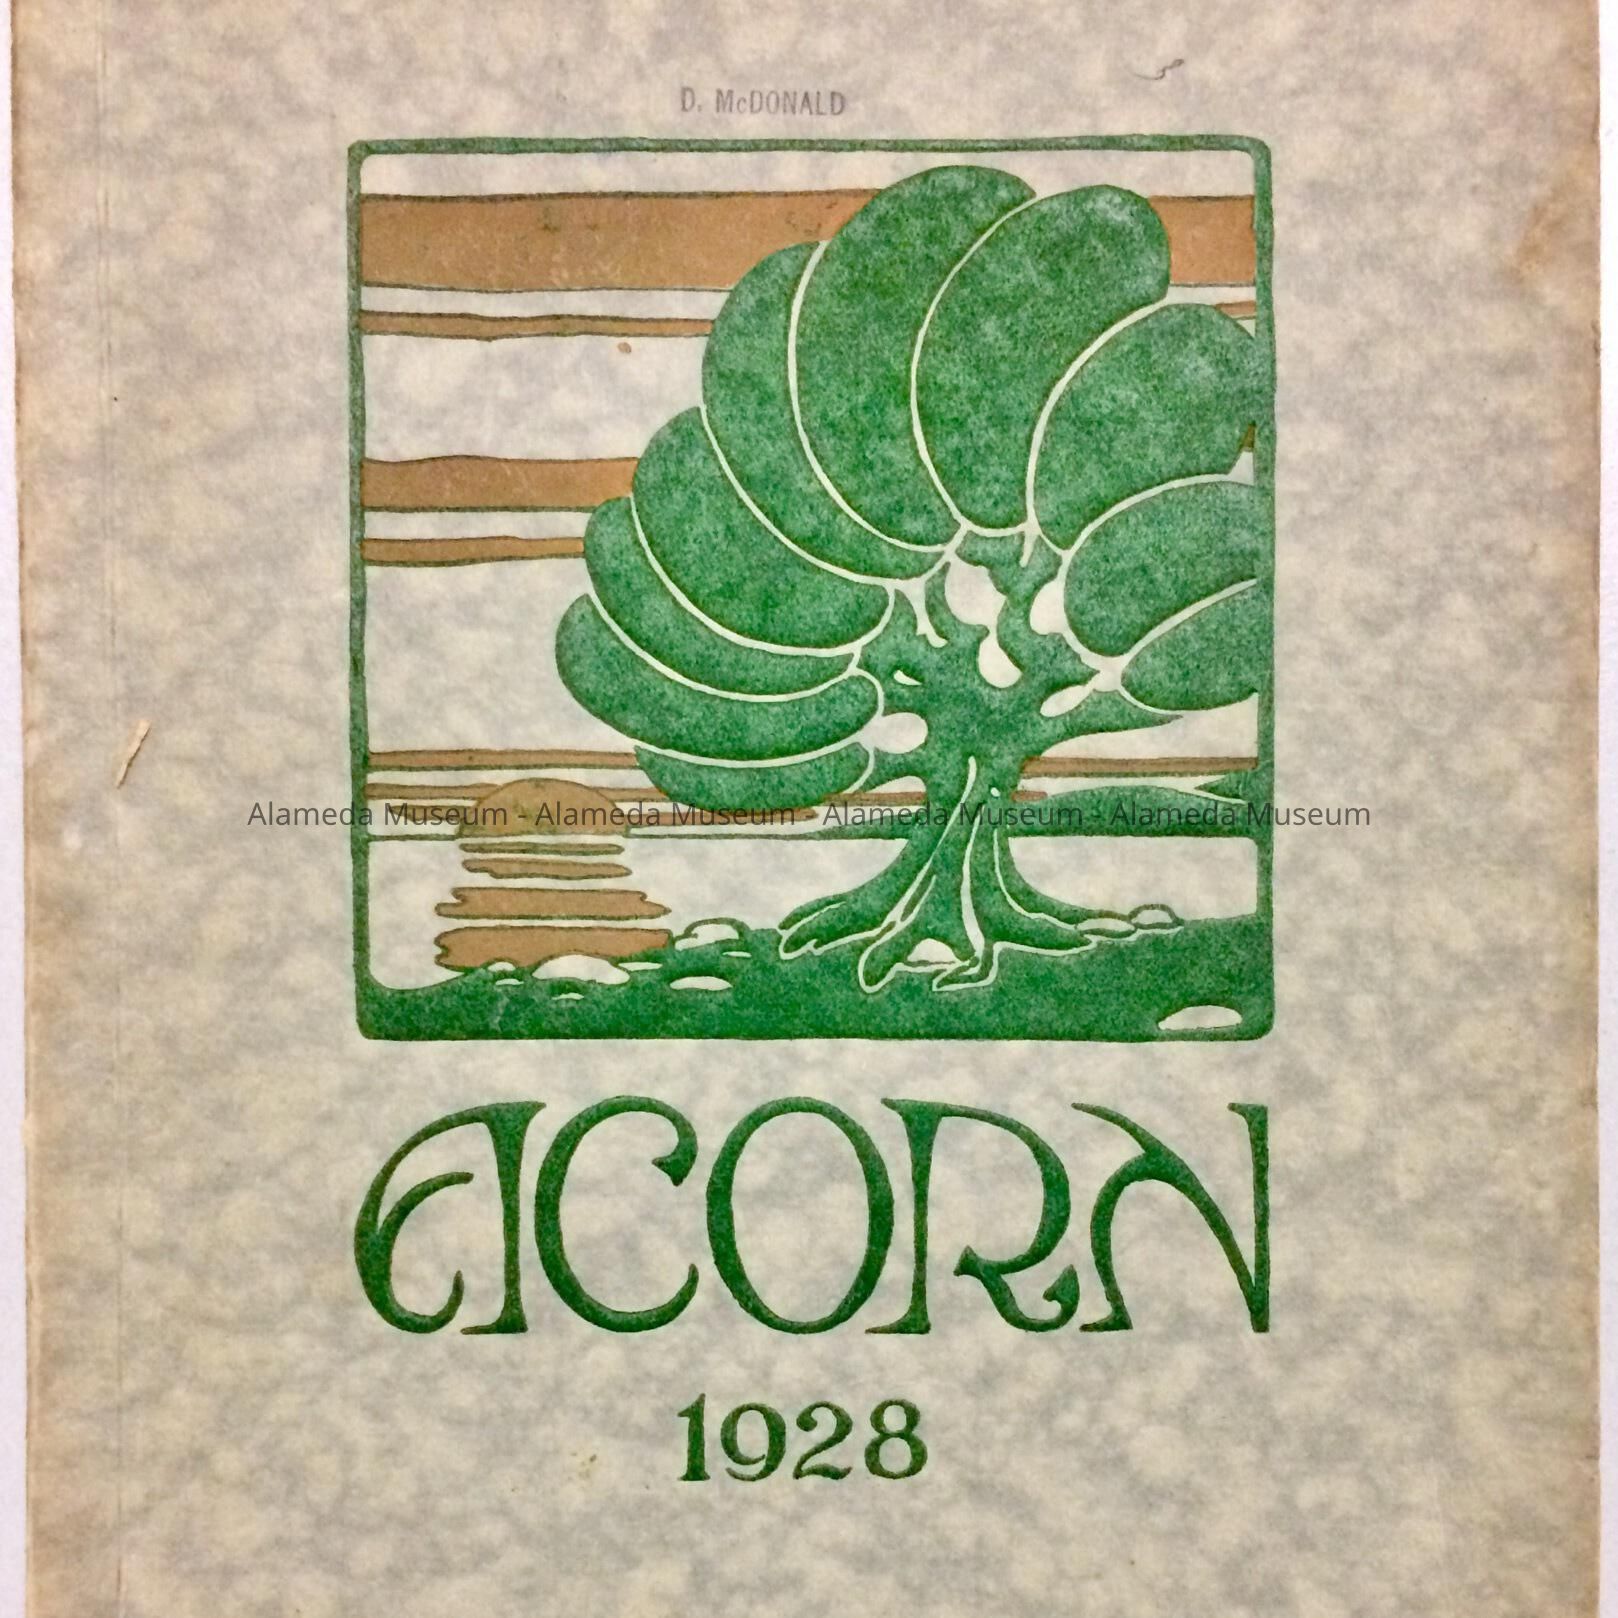 D. McDONALD
Alameda Museum - Alameda Museum - Alameda Museum - Alameda Museum
ACORN
1928